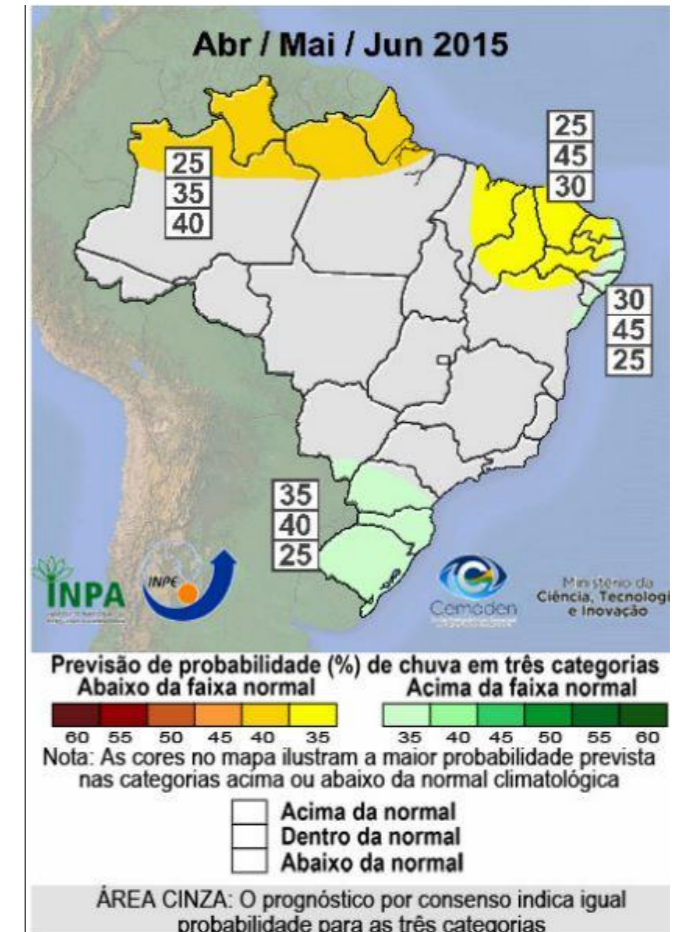 Abr / Mai / Jun 2015
25
45
30
25
35
40
30
45
25
35
40
25
INPA
INPE
Cemaden
Ministério da
Ciência, Tecnologi
e Inovação
Previsão de probabilidade (%) de chuva em três categorias
Abaixo da faixa normal Acima da faixa normal
60 55 50 45 40 35 35 40 45 50 55 60
Nota: As cores no mapa ilustram a maior probabilidade prevista
nas categorias acima ou abaixo da normal climatológica
Acima da normal
Dentro da normal
Abaixo da normal
ÁREA CINZA: O prognóstico por consenso indica igual
probabilidade para as três categorias